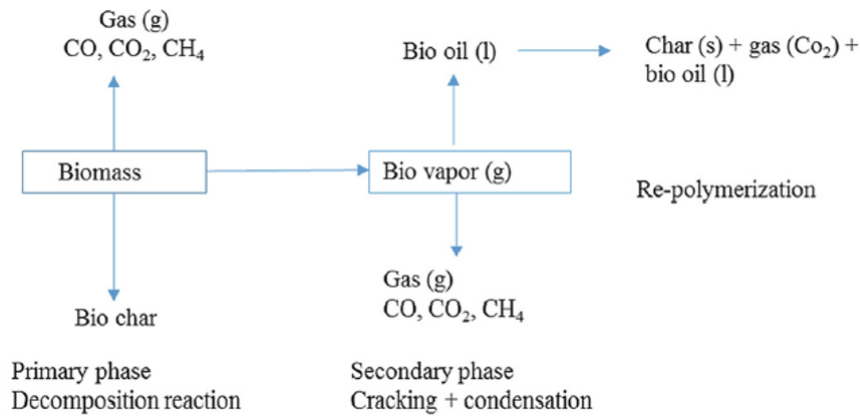 Gas (g)
CO, CO₂, CH₄
Biomass
Bio char
Primary phase
Decomposition reaction
Bio oil (l)
Bio vapor (g)
Gas (g)
CO, CO₂, CH₄
Secondary phase
Cracking + condensation
Char (s) + gas (Co₂) +
bio oil (l)
Re-polymerization